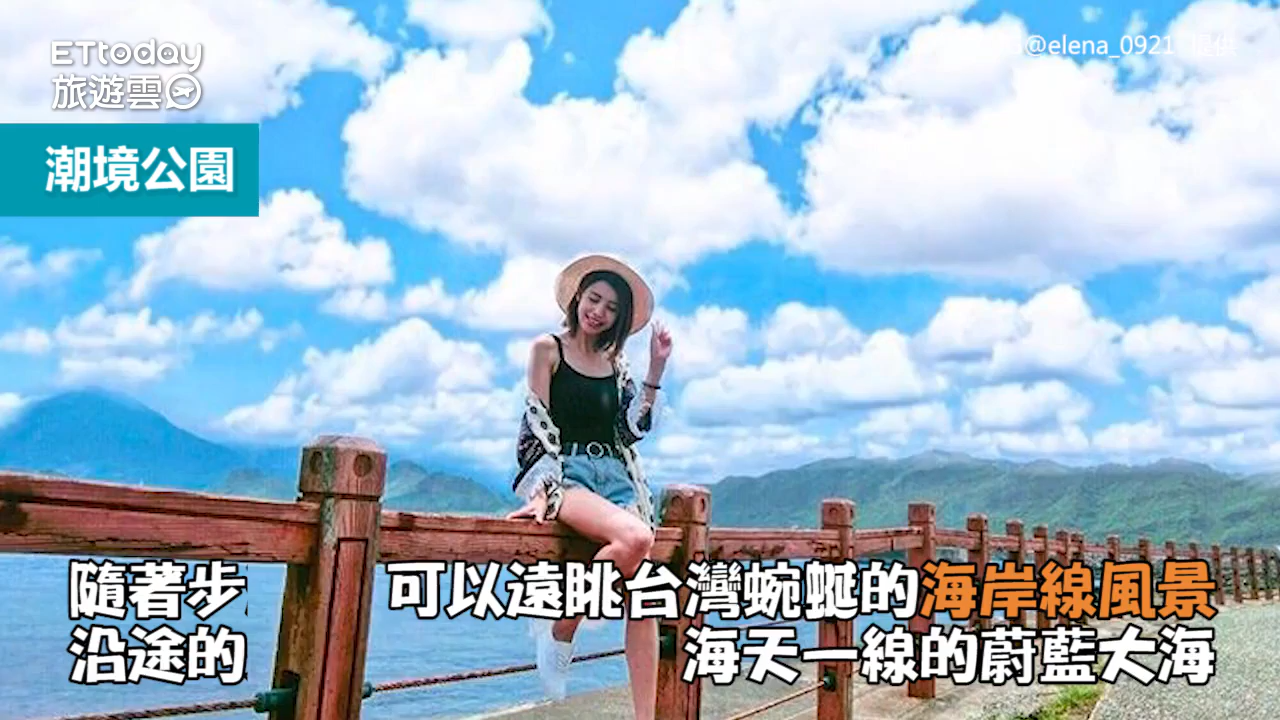 ETtoday
旅遊雲
@elena_0921 提供
潮境公園
隨著步 可以遠眺台灣蜿蜒的海岸線風景
沿途的 海天一線的蔚藍大海